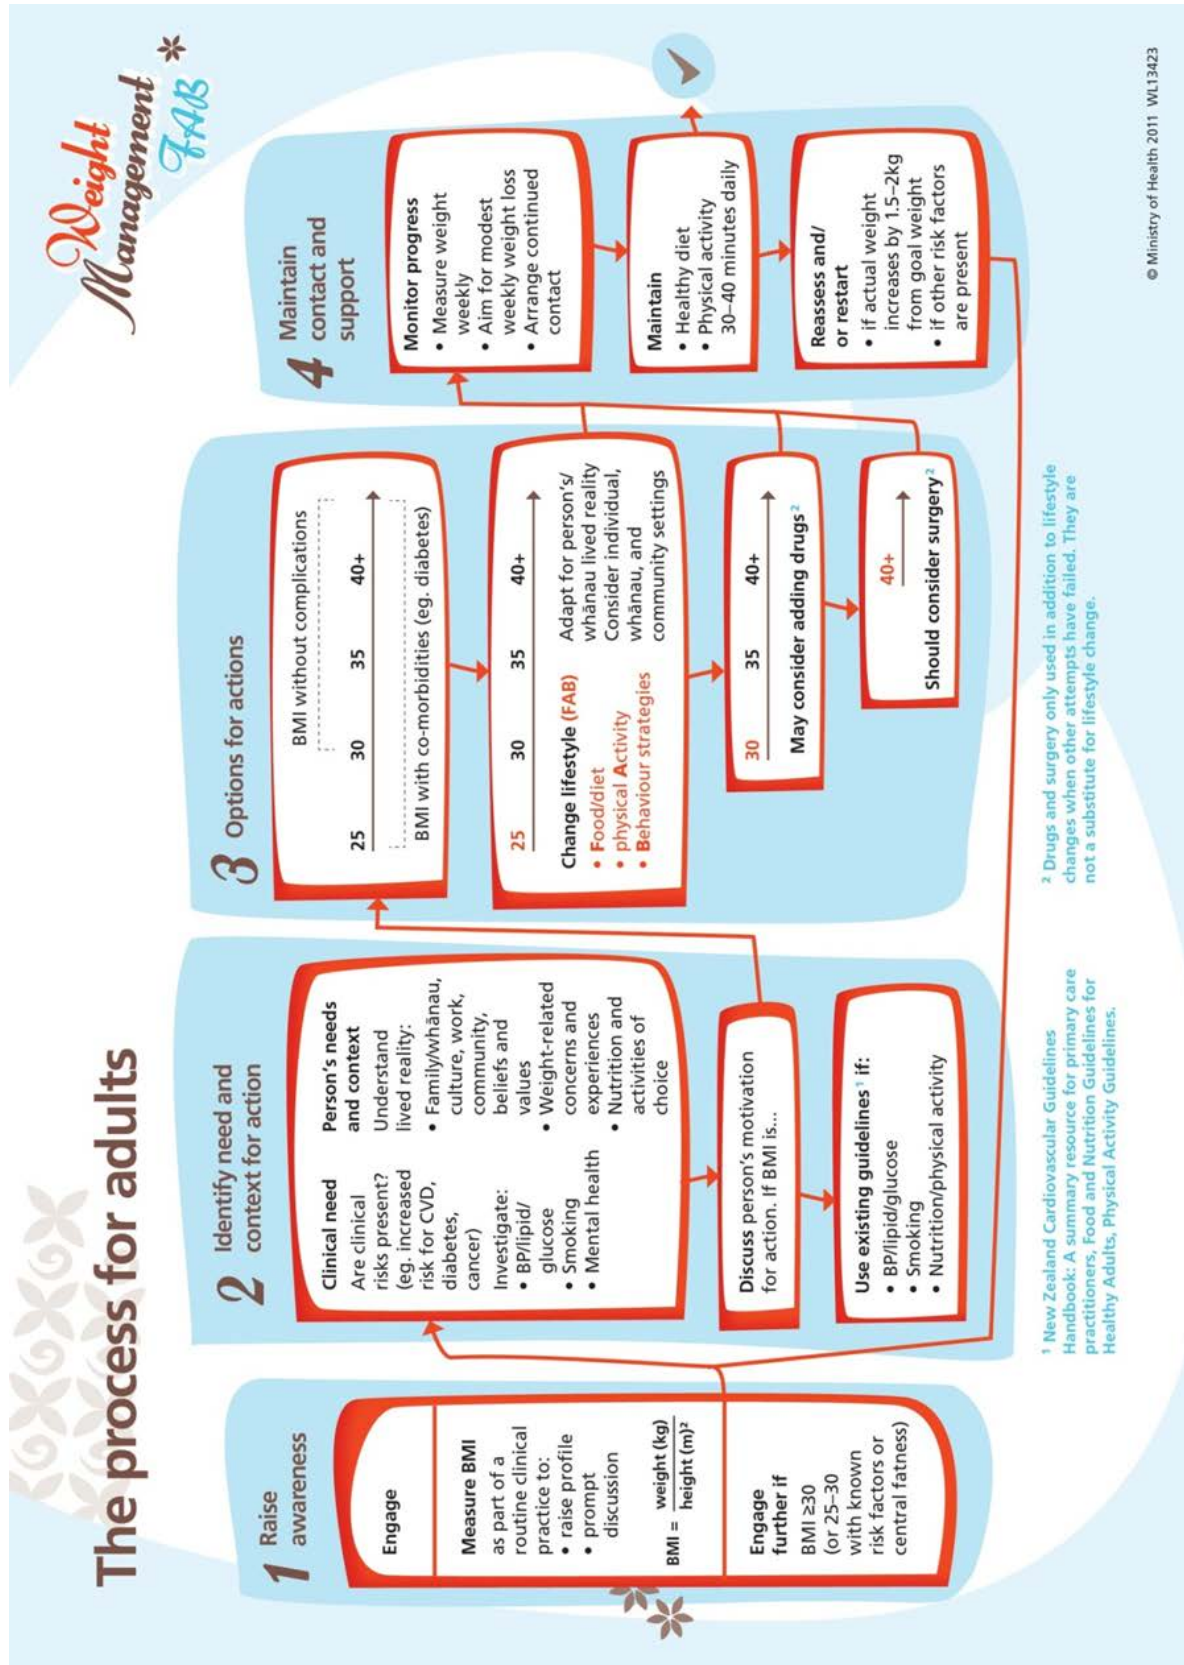 The process for adults
Weight
Management
FAB
1 Raise
awareness
Engage
Measure BMI
as part of a
routine clinical
practice to:
• raise profile
• prompt
discussion
BMI = weight (kg)
height (m)²
Engage
further if
BMI ≥30
(or 25–30
with known
risk factors or
central fatness)
2 Identify need and
context for action
Clinical need
Are clinical
risks present?
(eg. increased
risk for CVD,
diabetes,
cancer)
Investigate:
• BP/lipid/
glucose
• Smoking
• Mental health
Person's needs
and context
Understand
lived reality:
• Family/whānau,
culture, work,
community,
beliefs and
values
• Weight-related
concerns and
experiences
• Nutrition and
activities of
choice
Discuss person's motivation
for action. If BMI is...
Use existing guidelines¹ if:
• BP/lipid/glucose
• Smoking
• Nutrition/physical activity
3 Options for actions
BMI without complications
25 30 35 40+
BMI with co-morbidities (eg. diabetes)
25 30 35 40+
Change lifestyle (FAB)
• Food/diet
• physical Activity
• Behaviour strategies
Adapt for person's/
whānau lived reality
Consider individual,
whānau, and
community settings
30 35 40+
May consider adding drugs²
40+
Should consider surgery²
4 Maintain
contact and
support
Monitor progress
• Measure weight
weekly
• Aim for modest
weekly weight loss
• Arrange continued
contact
Maintain
• Healthy diet
• Physical activity
30–40 minutes daily
Reassess and/
or restart
• if actual weight
increases by 1.5–2kg
from goal weight
• if other risk factors
are present
¹ New Zealand Cardiovascular Guidelines
Handbook: A summary resource for primary care
practitioners, Food and Nutrition Guidelines for
Healthy Adults, Physical Activity Guidelines.
² Drugs and surgery only used in addition to lifestyle
changes when other attempts have failed. They are
not a substitute for lifestyle change.
© Ministry of Health 2011 WL13423